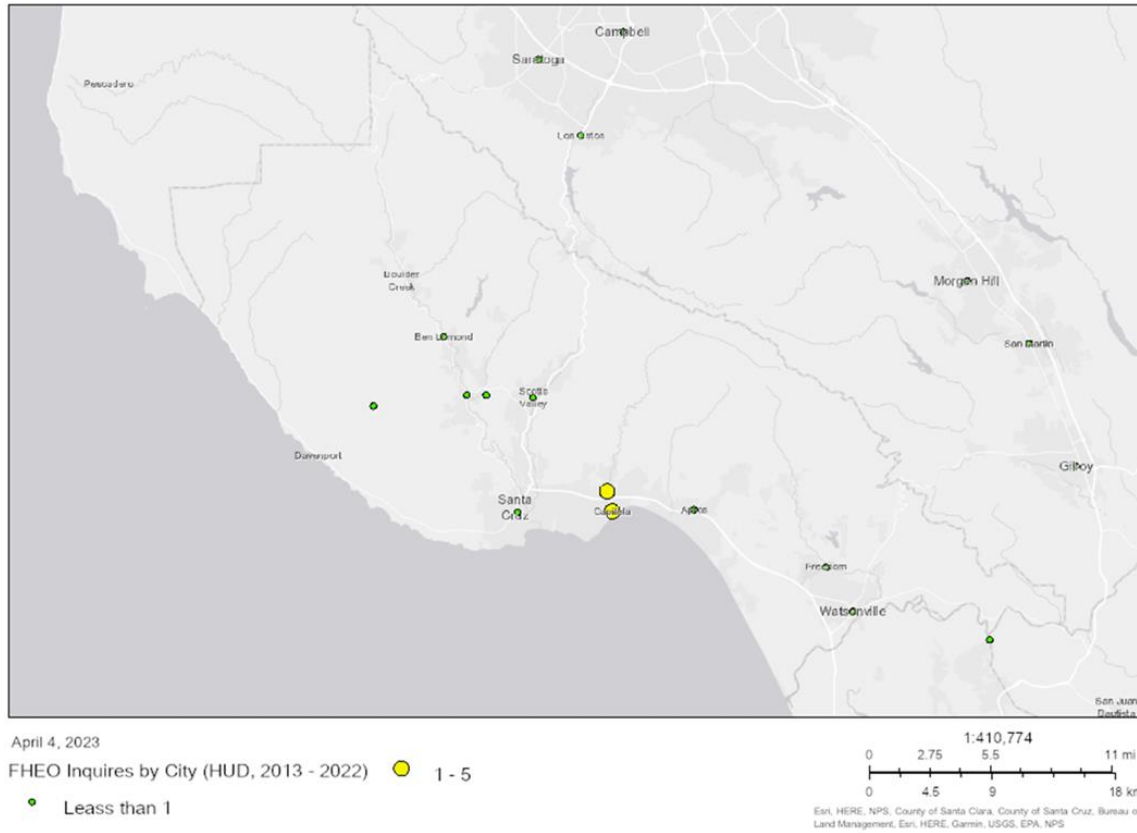 Campbell
Saratoga
Pescadero
Los Gatos
Boulder
Creek
Morgan Hill
Ben Lomond
San Martin
Scotts
Valley
Davenport
Gilroy
Santa
Cruz
Capitola
Aptos
Freedom
Watsonville
San Juan
Bautista
April 4, 2023
FHEO Inquires by City (HUD, 2013 - 2022)
1 - 5
Leass than 1
1:410,774
0 2.75 5.5 11 mi
0 4.5 9 18 km
Esri, HERE, NPS, County of Santa Clara, County of Santa Cruz, Bureau o
Land Management, Esri, HERE, Garmin, USGS, EPA, NPS